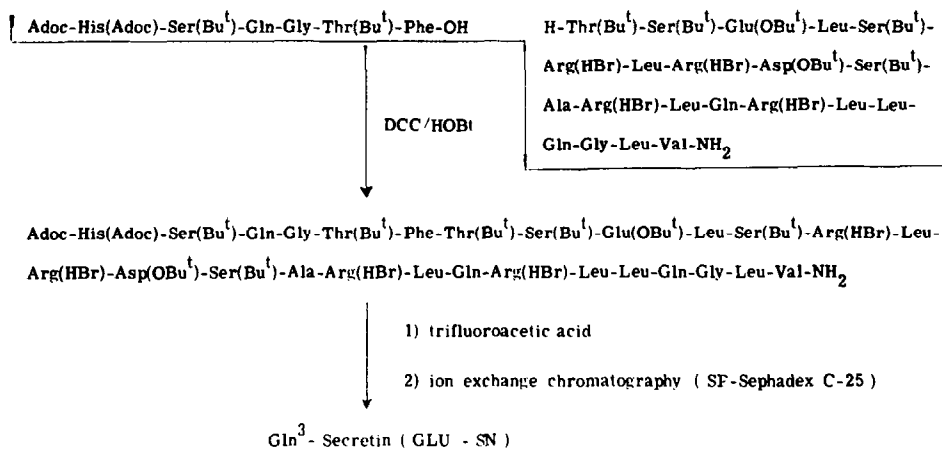 Adoc-His(Adoc)-Ser(Bu^t)-Gln-Gly-Thr(Bu^t)-Phe-OH
H-Thr(Bu^t)-Ser(Bu^t)-Glu(OBu^t)-Leu-Ser(Bu^t)-
Arg(HBr)-Leu-Arg(HBr)-Asp(OBu^t)-Ser(Bu^t)-
Ala-Arg(HBr)-Leu-Gln-Arg(HBr)-Leu-Leu-
Gln-Gly-Leu-Val-NH_2
DCC/HOBt
Adoc-His(Adoc)-Ser(Bu^t)-Gln-Gly-Thr(Bu^t)-Phe-Thr(Bu^t)-Ser(Bu^t)-Glu(OBu^t)-Leu-Ser(Bu^t)-Arg(HBr)-Leu-
Arg(HBr)-Asp(OBu^t)-Ser(Bu^t)-Ala-Arg(HBr)-Leu-Gln-Arg(HBr)-Leu-Leu-Gln-Gly-Leu-Val-NH_2
1) trifluoroacetic acid
2) ion exchange chromatography ( SF-Sephadex C-25 )
Gln^3- Secretin ( GLU - SN )